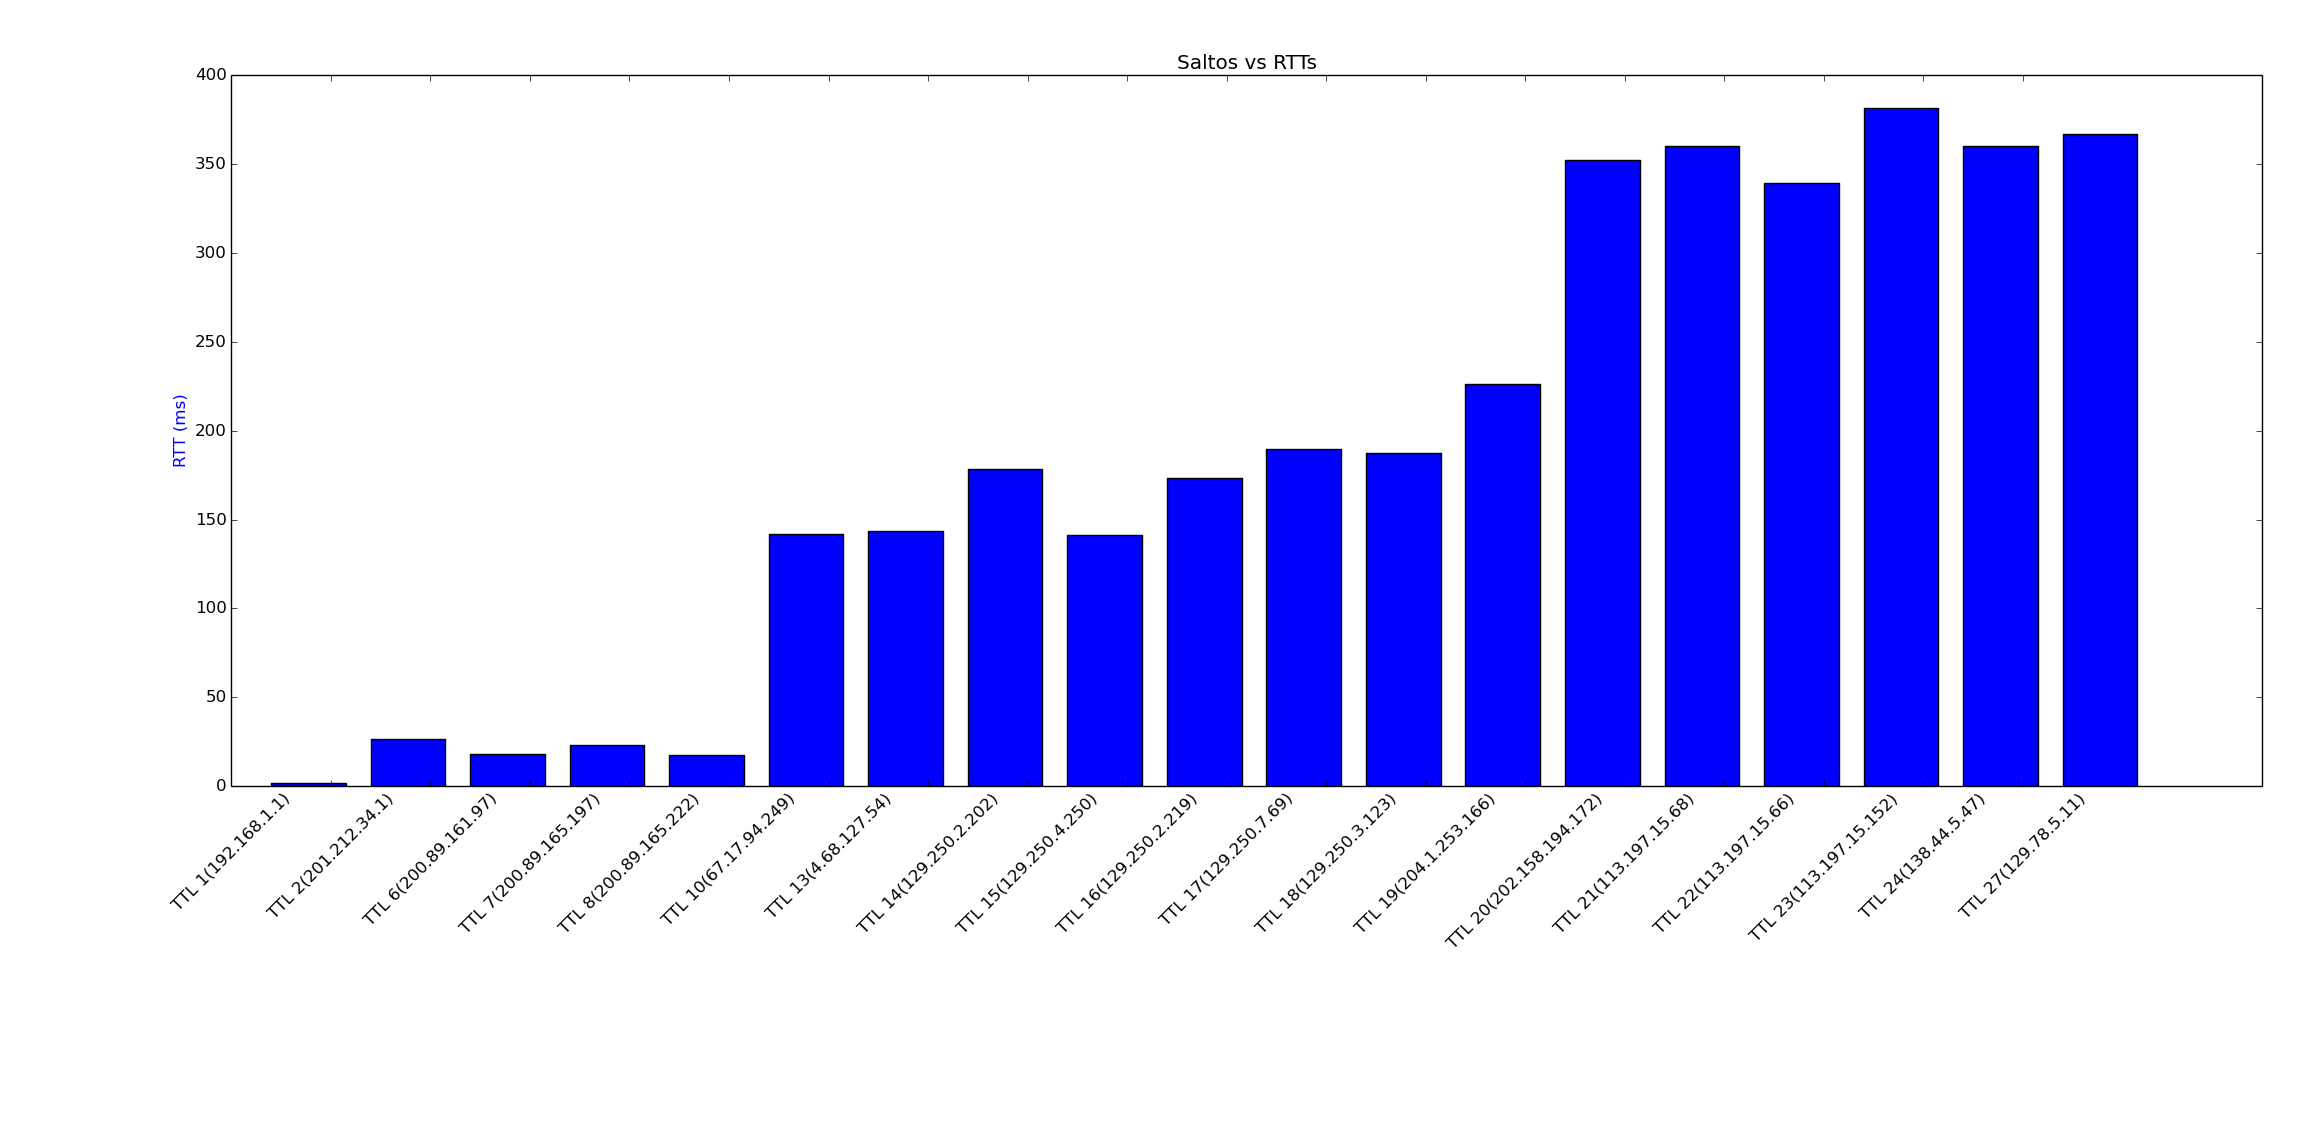 Saltos vs RTTs
400
350
300
250
200
150
100
50
0
RTT (ms)
TTL 1(192.168.1.1)
TTL 2(201.212.34.1)
TTL 6(200.89.161.97)
TTL 7(200.89.165.197)
TTL 8(200.89.165.222)
TTL 10(67.17.94.249)
TTL 13(4.68.127.54)
TTL 14(129.250.2.202)
TTL 15(129.250.4.250)
TTL 16(129.250.2.219)
TTL 17(129.250.7.69)
TTL 18(129.250.3.123)
TTL 19(204.1.253.166)
TTL 20(202.158.194.172)
TTL 21(113.197.15.68)
TTL 22(113.197.15.66)
TTL 23(113.197.15.152)
TTL 24(138.44.5.47)
TTL 27(129.78.5.11)